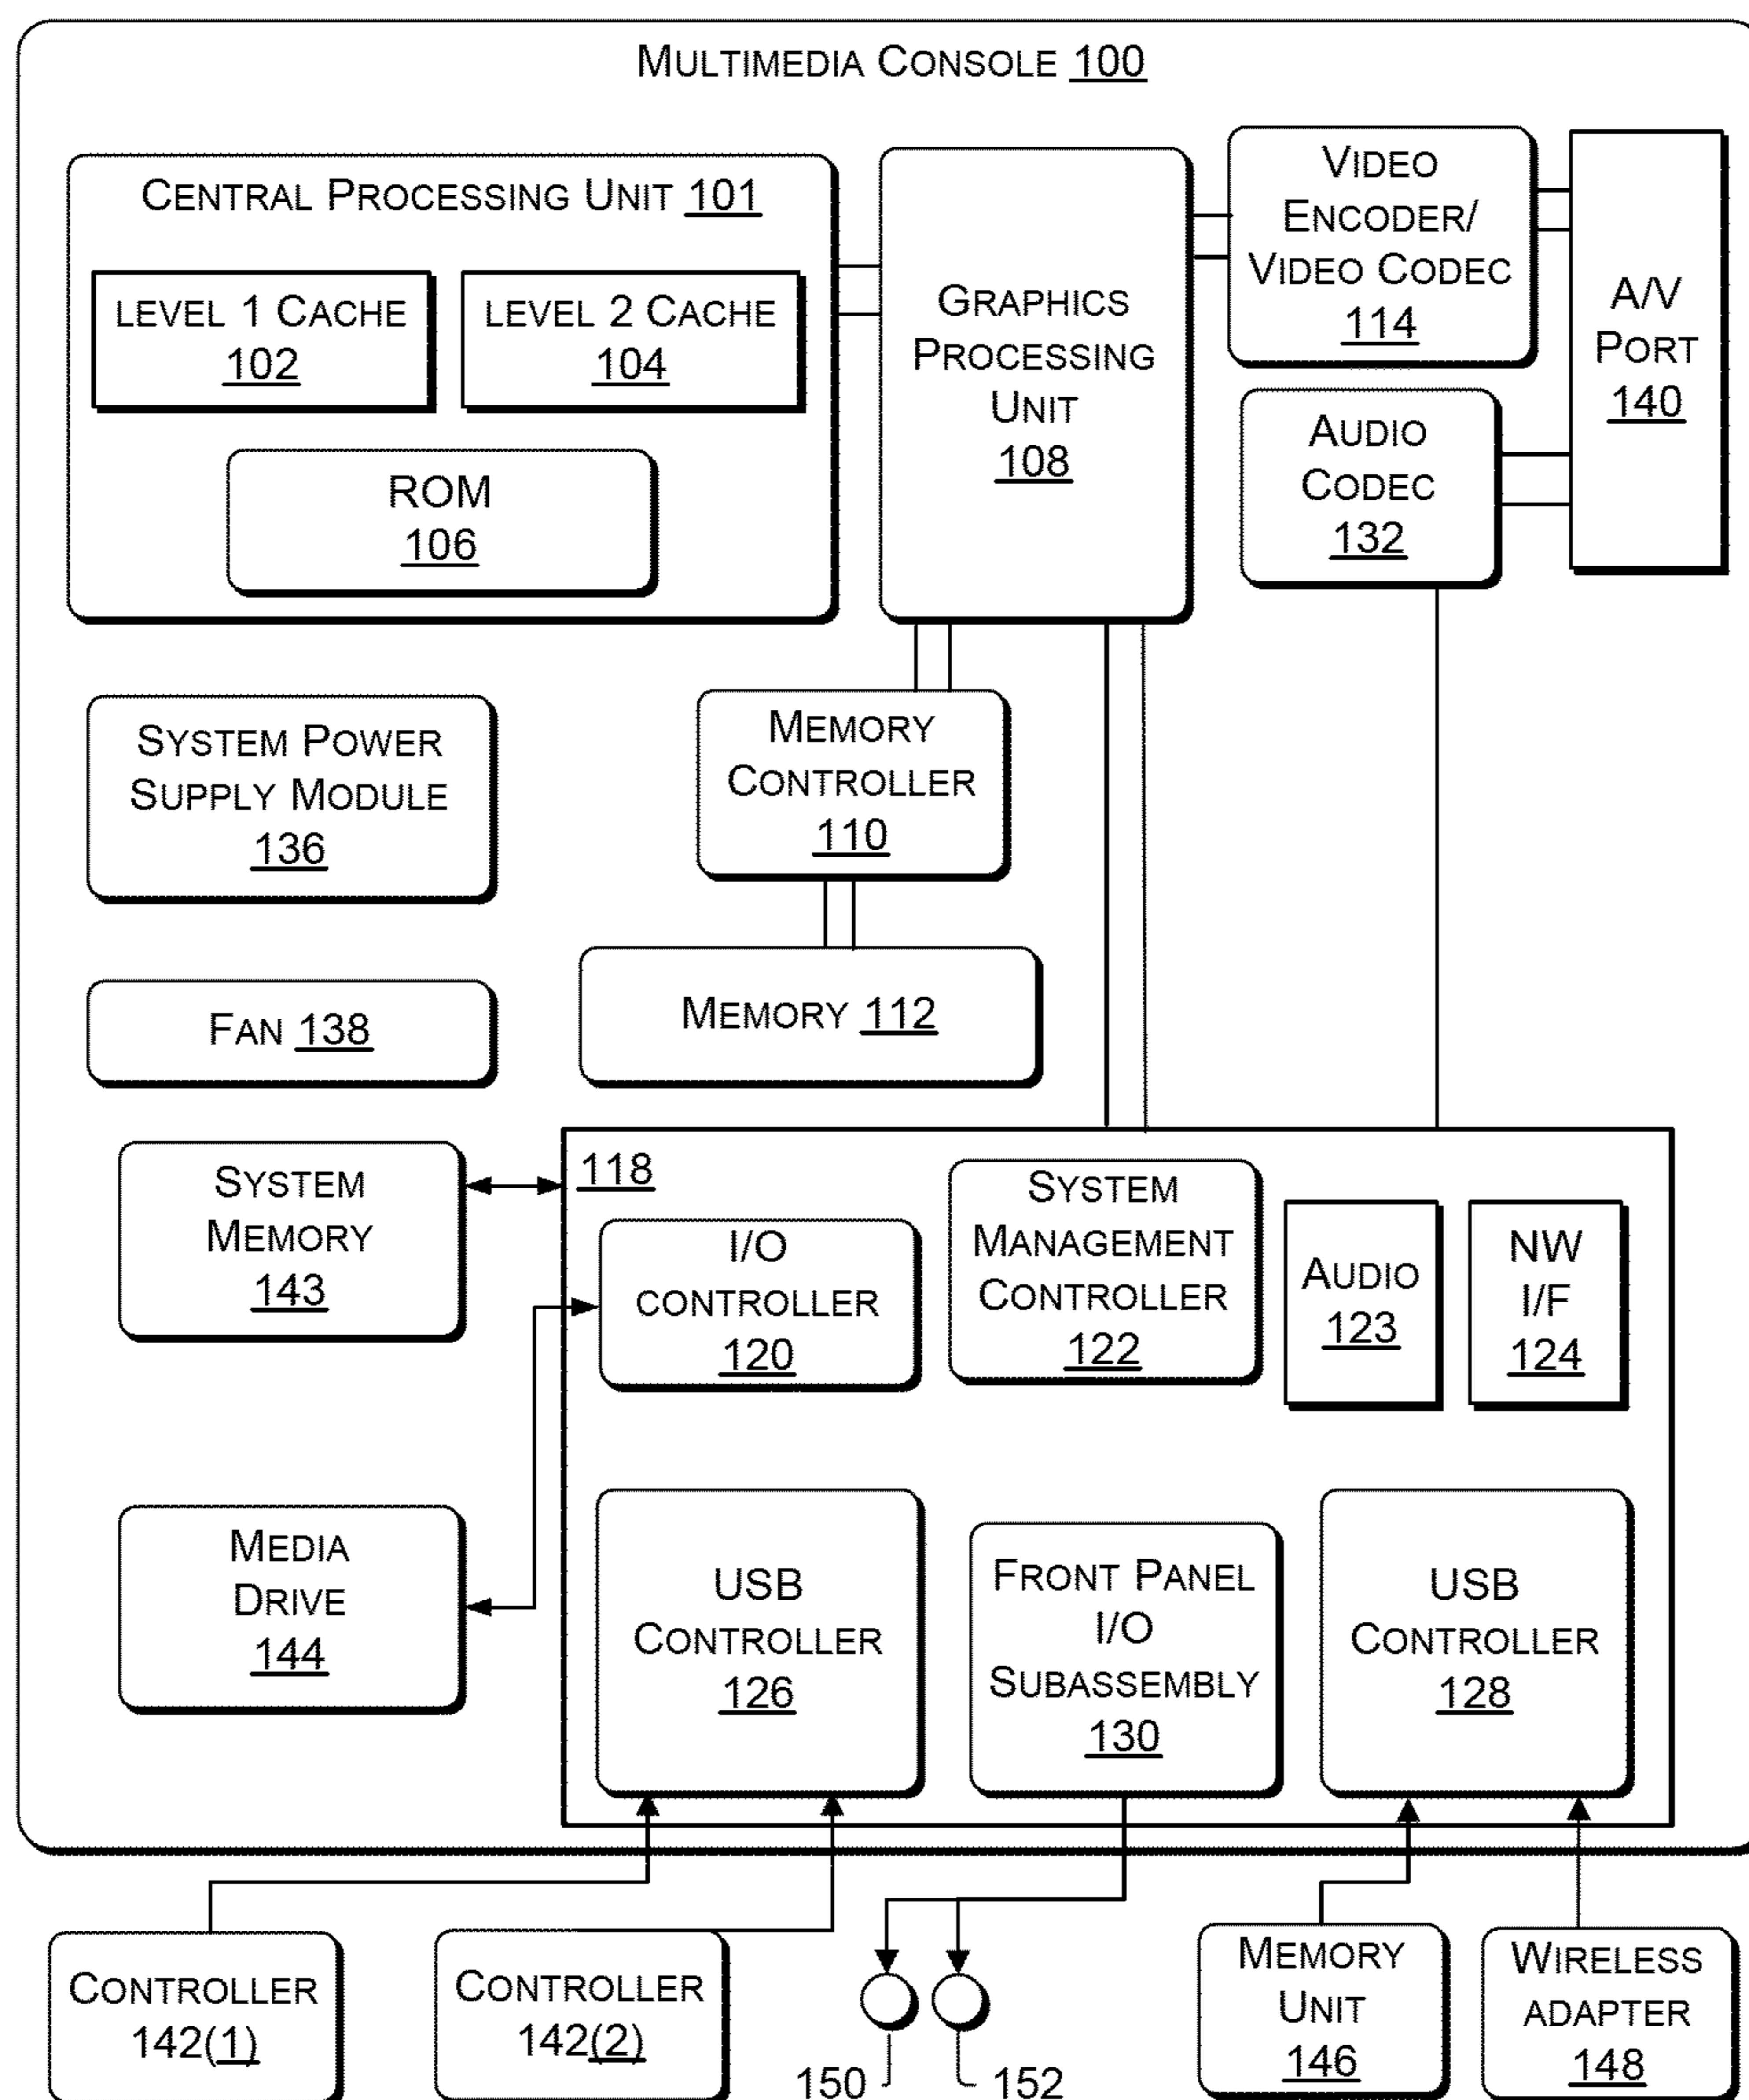 MULTIMEDIA CONSOLE 100
CENTRAL PROCESSING UNIT 101
LEVEL 1 CACHE
102
LEVEL 2 CACHE
104
ROM
106
GRAPHICS
PROCESSING
UNIT
108
VIDEO
ENCODER/
VIDEO CODEC
114
AUDIO
CODEC
132
A/V
PORT
140
SYSTEM POWER
SUPPLY MODULE
136
MEMORY
CONTROLLER
110
FAN 138
MEMORY 112
SYSTEM
MEMORY
143
118
I/O
CONTROLLER
120
SYSTEM
MANAGEMENT
CONTROLLER
122
AUDIO
123
NW
I/F
124
MEDIA
DRIVE
144
USB
CONTROLLER
126
FRONT PANEL
I/O
SUBASSEMBLY
130
USB
CONTROLLER
128
CONTROLLER
142(1)
CONTROLLER
142(2)
150
152
MEMORY
UNIT
146
WIRELESS
ADAPTER
148